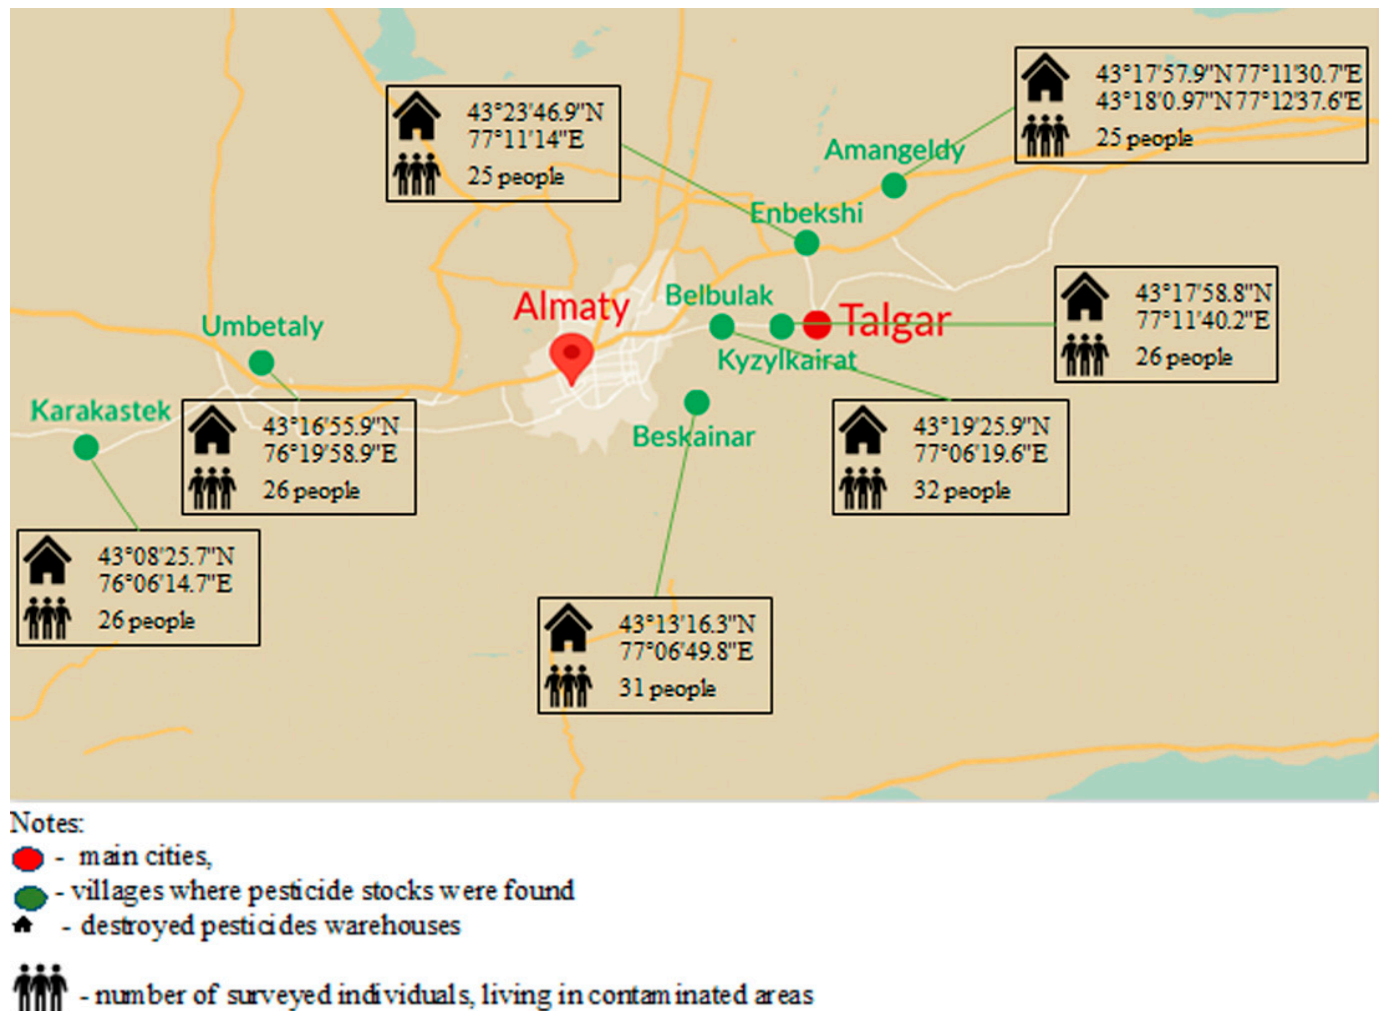 43°17'57.9"N 77°11'30.7"E
43°18'0.97"N 77°12'37.6"E
25 people
43°23'46.9"N
77°11'14"E
25 people
Amangeldy
Enbekshi
43°17'58.8"N
77°11'40.2"E
26 people
Belbulak
Almaty
Talgar
Umbetaly
Kyzylkairat
Karakastek
43°16'55.9"N
76°19'58.9"E
26 people
Beskainar
43°19'25.9"N
77°06'19.6"E
32 people
43°08'25.7"N
76°06'14.7"E
26 people
43°13'16.3"N
77°06'49.8"E
31 people
Notes:
- main cities,
- villages where pesticide stocks were found
- destroyed pesticides warehouses
- number of surveyed individuals, living in contaminated areas